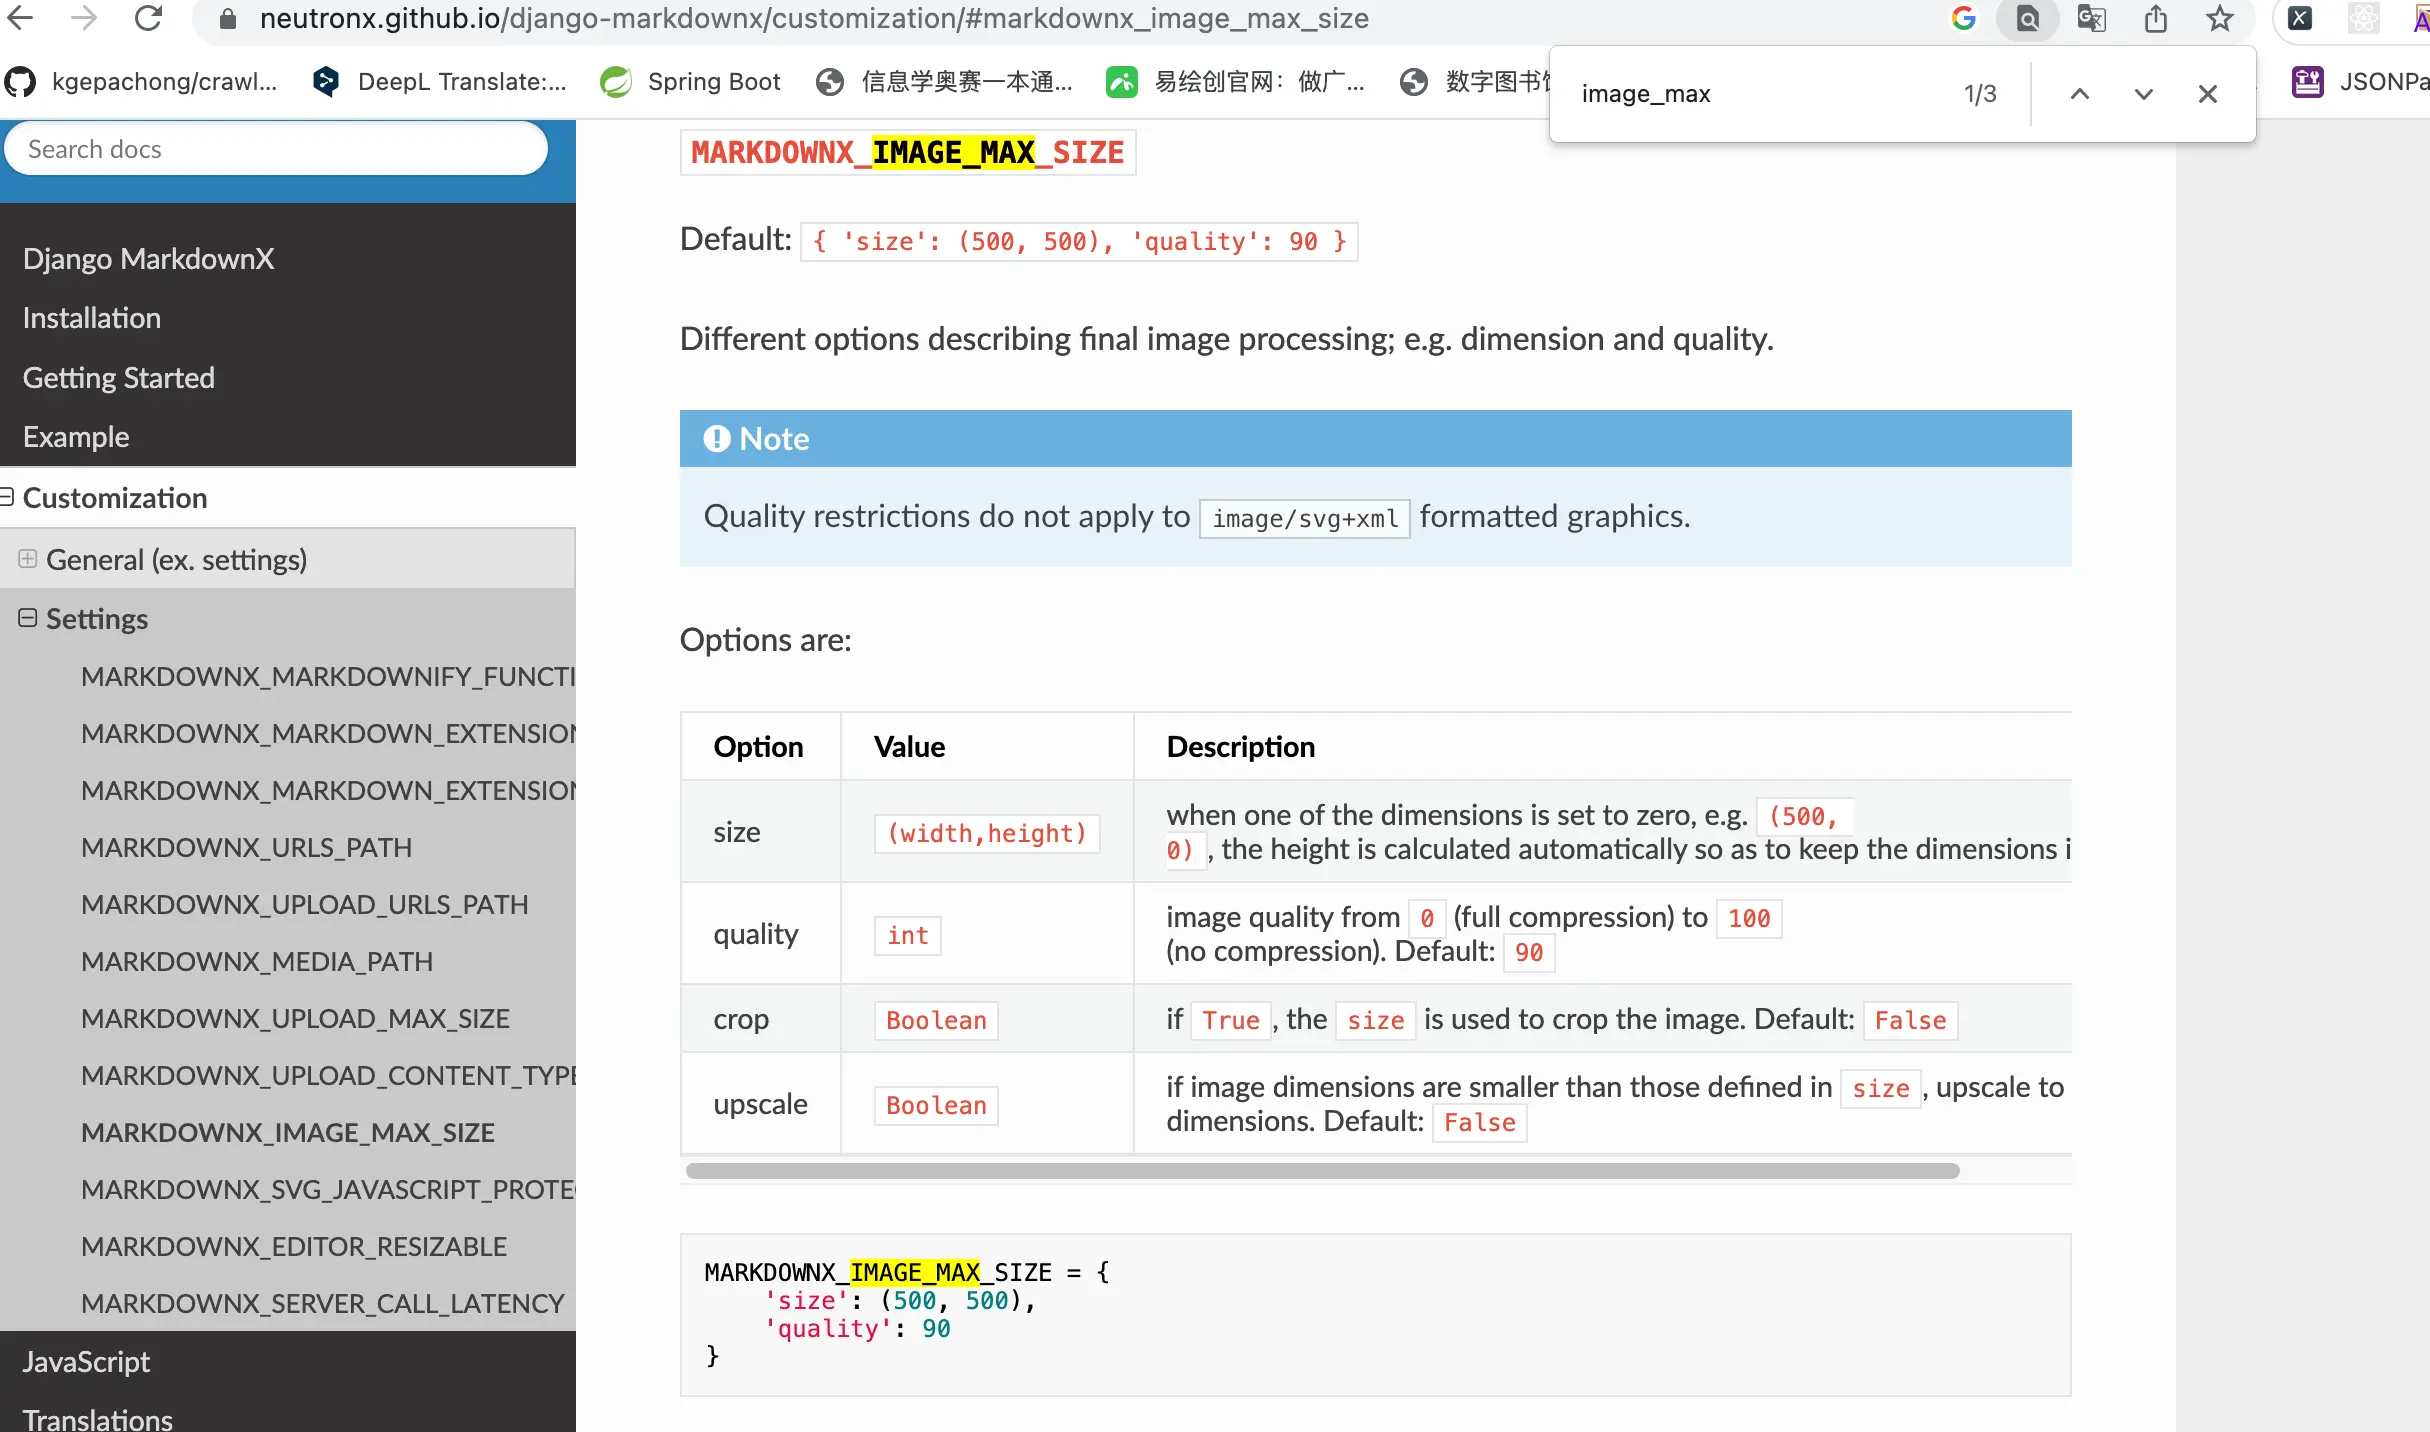 neutronx.github.io/django-markdownx/customization/#markdownx_image_max_size
kgepachong/crawl...
DeepL Translate:...
Spring Boot
信息学奥赛一本通...
易绘创官网：做广...
数字图书
JSONPa
image_max
1/3
Search docs
Django MarkdownX
Installation
Getting Started
Example
Customization
General (ex. settings)
Settings
MARKDOWNX_MARKDOWNIFY_FUNCTI
MARKDOWNX_MARKDOWN_EXTENSION
MARKDOWNX_MARKDOWN_EXTENSION
MARKDOWNX_URLS_PATH
MARKDOWNX_UPLOAD_URLS_PATH
MARKDOWNX_MEDIA_PATH
MARKDOWNX_UPLOAD_MAX_SIZE
MARKDOWNX_UPLOAD_CONTENT_TYPE
MARKDOWNX_IMAGE_MAX_SIZE
MARKDOWNX_SVG_JAVASCRIPT_PROTE
MARKDOWNX_EDITOR_RESIZABLE
MARKDOWNX_SERVER_CALL_LATENCY
JavaScript
Translations
MARKDOWNX_IMAGE_MAX_SIZE
Default: { 'size': (500, 500), 'quality': 90 }
Different options describing final image processing; e.g. dimension and quality.
Note
Quality restrictions do not apply to image/svg+xml formatted graphics.
Options are:
Option Value Description
size (width,height) when one of the dimensions is set to zero, e.g. (500,
0) , the height is calculated automatically so as to keep the dimensions i
quality int image quality from 0 (full compression) to 100
(no compression). Default: 90
crop Boolean if True , the size is used to crop the image. Default: False
upscale Boolean if image dimensions are smaller than those defined in size , upscale to
dimensions. Default: False
MARKDOWNX_IMAGE_MAX_SIZE = {
'size': (500, 500),
'quality': 90
}